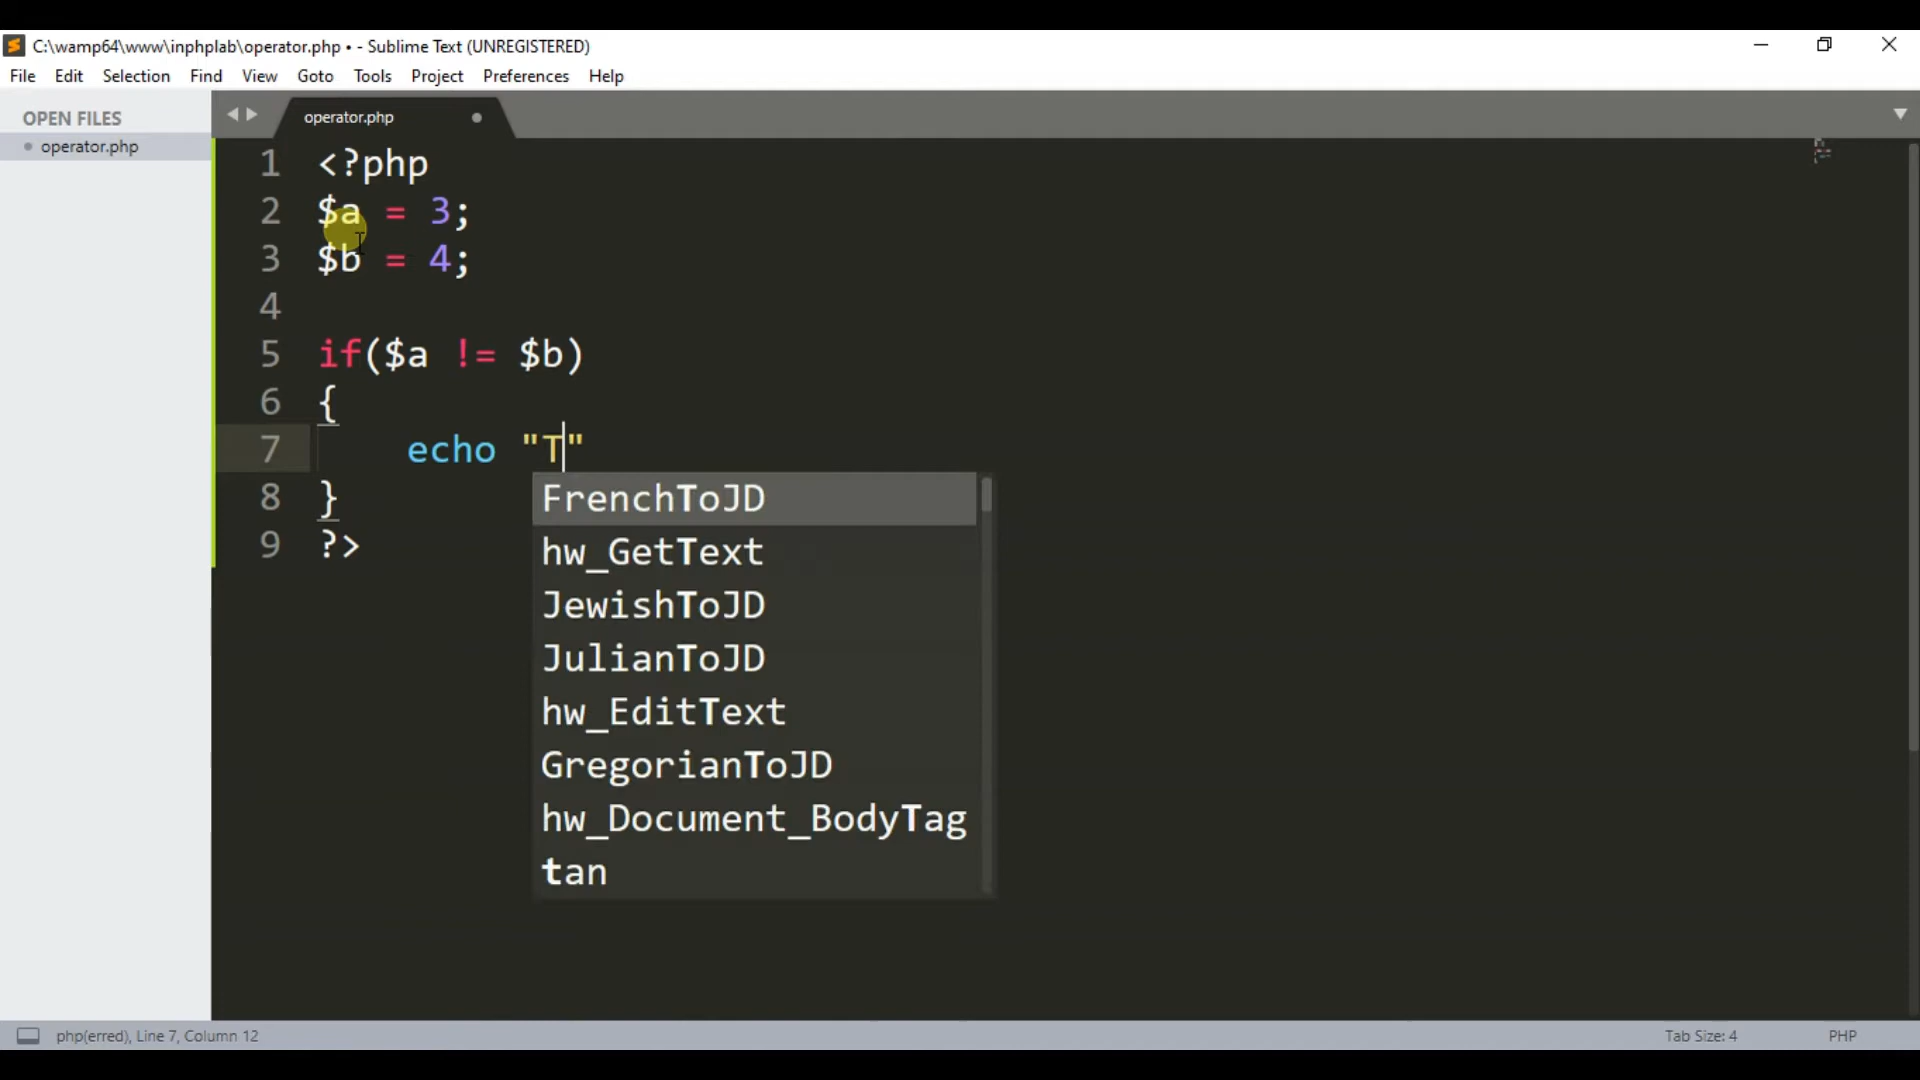 C:\wamp64\www\inphplab\operator.php • - Sublime Text (UNREGISTERED)
File Edit Selection Find View Goto Tools Project Preferences Help
OPEN FILES
operator.php
operator.php
1 <?php
2 $a = 3;
3 $b = 4;
4
5 if($a != $b)
6 {
7 echo "T"
8 }
9 ?>
FrenchToJD
hw_GetText
JewishToJD
JulianToJD
hw_EditText
GregorianToJD
hw_Document_BodyTag
tan
php(erred), Line 7, Column 12
Tab Size: 4
PHP